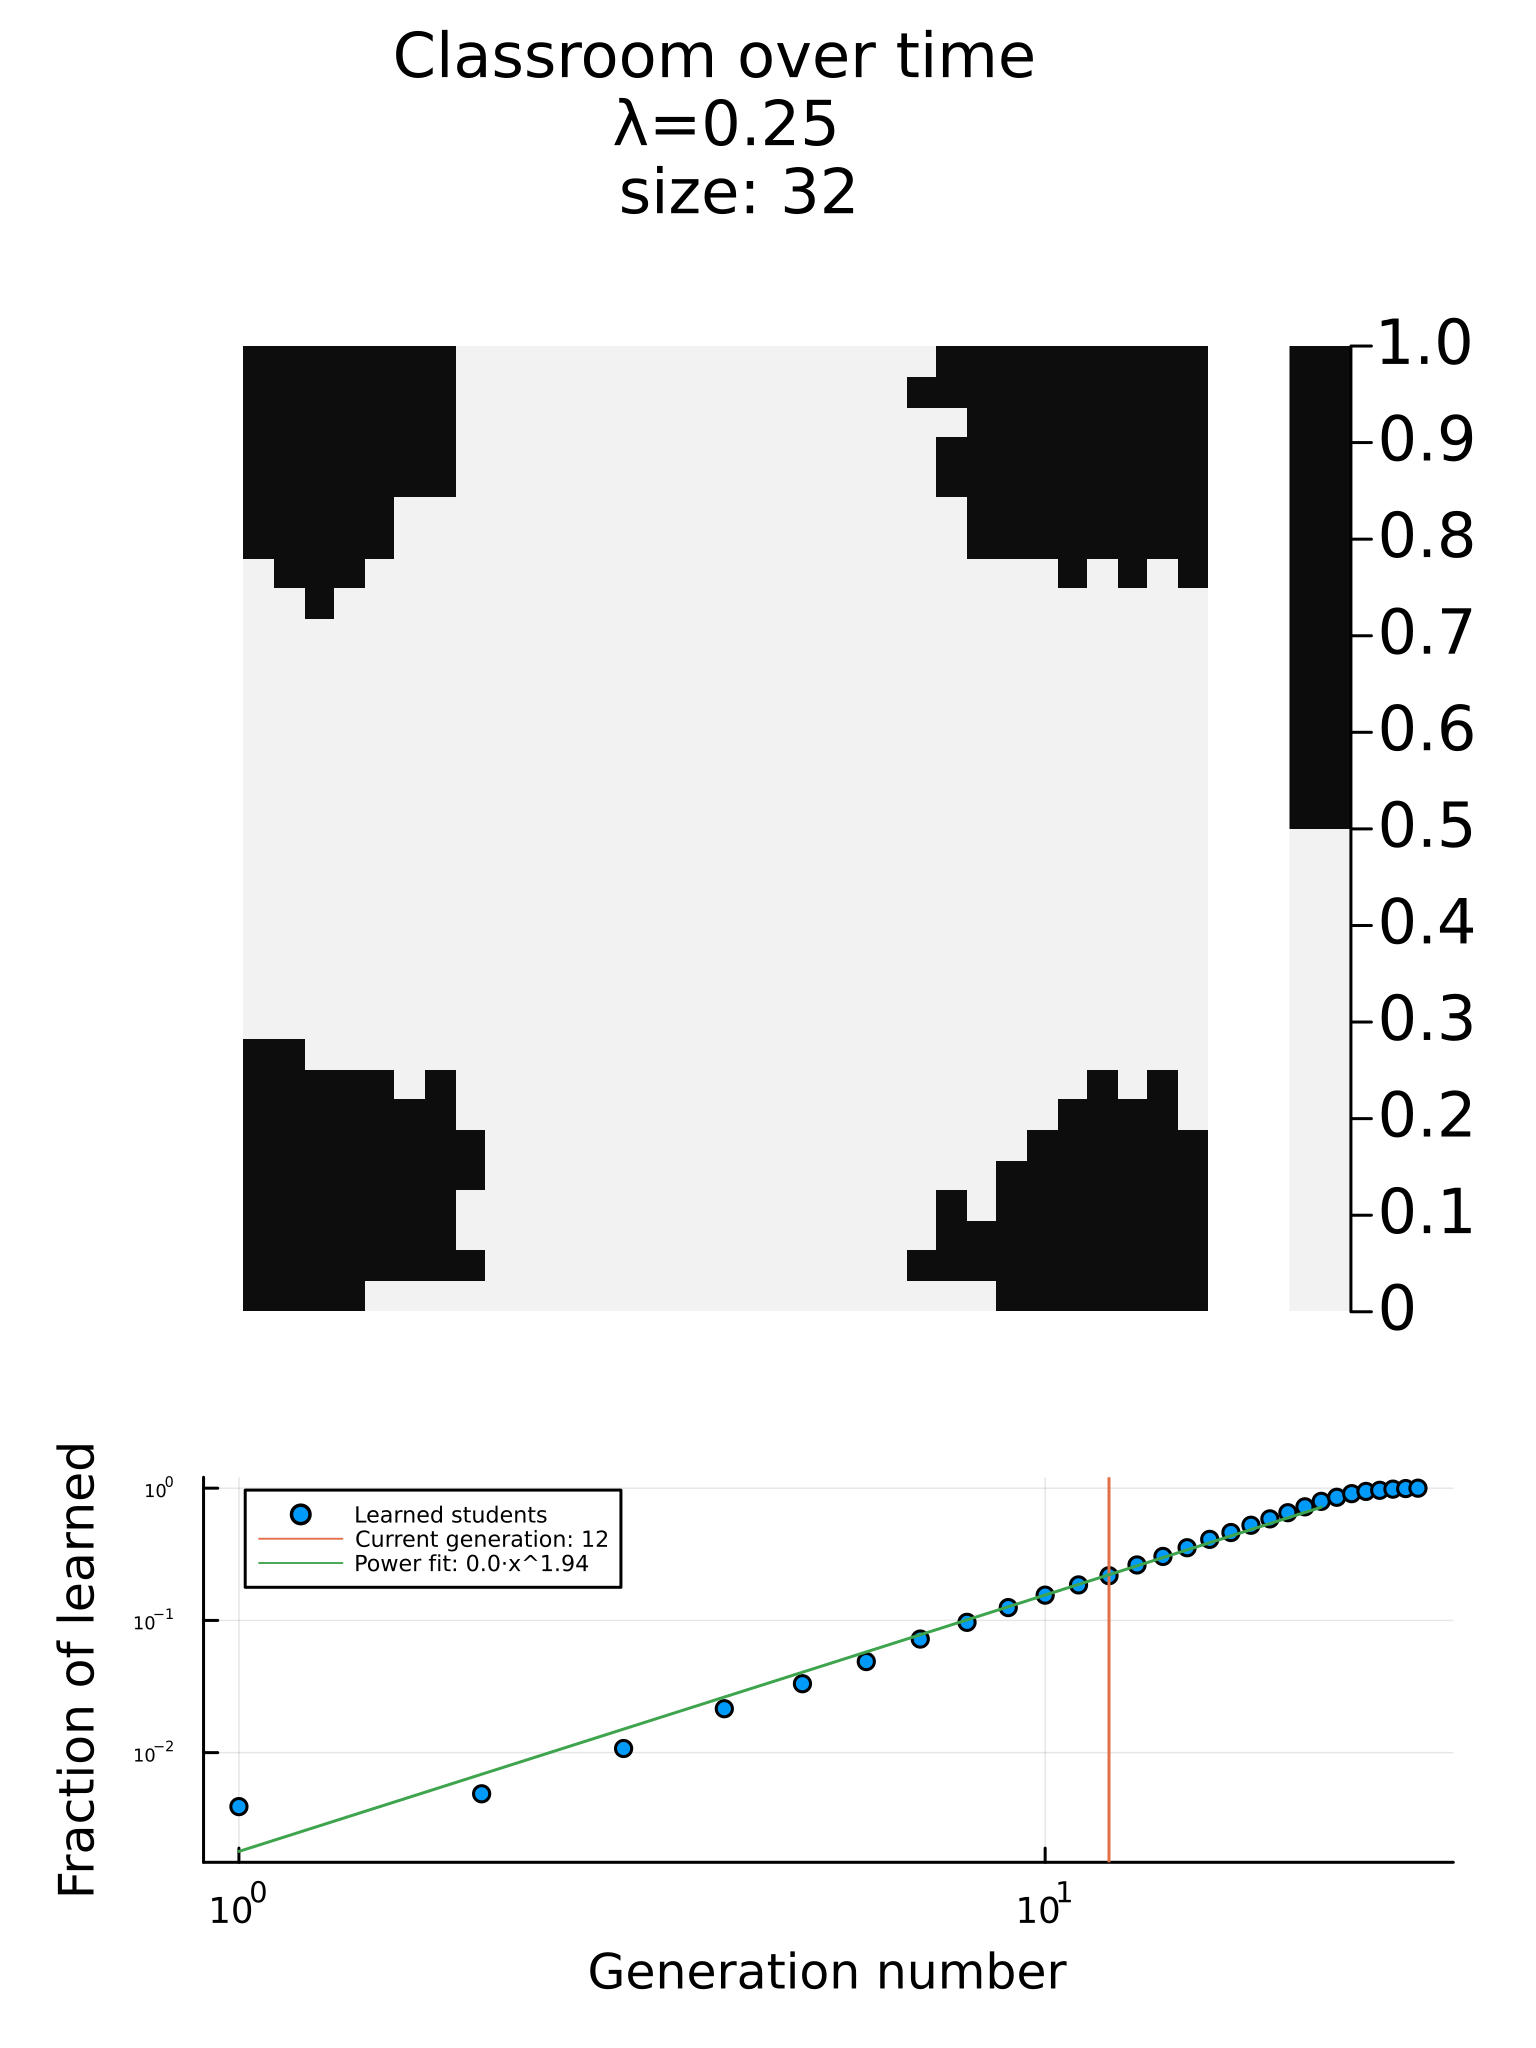 Classroom over time
λ=0.25
size: 32
1.0
0.9
0.8
0.7
0.6
0.5
0.4
0.3
0.2
0.1
0
Fraction of learned
10^0
10^-1
10^-2
Learned students
Current generation: 12
Power fit: 0.0·x^1.94
10^0
10^1
Generation number